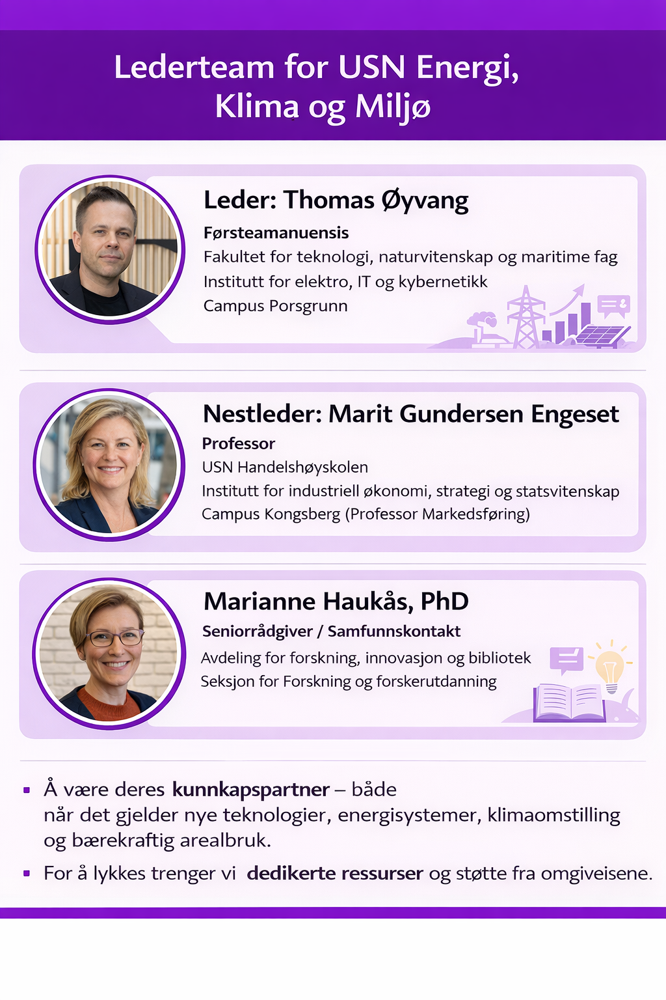 Lederteam for USN Energi,
Klima og Miljø
Leder: Thomas Øyvang
Førsteamanuensis
Fakultet for teknologi, naturvitenskap og maritime fag
Institutt for elektro, IT og kybernetikk
Campus Porsgrunn
Nestleder: Marit Gundersen Engeset
Professor
USN Handelshøyskolen
Institutt for industriell økonomi, strategi og statsvitenskap
Campus Kongsberg (Professor Markedsføring)
Marianne Haukås, PhD
Seniorrådgiver / Samfunnskontakt
Avdeling for forskning, innovasjon og bibliotek
Seksjon for Forskning og forskerutdanning
▪ Å være deres kunnkapspartner – både
når det gjelder nye teknologier, energisystemer, klimaomstilling
og bærekraftig arealbruk.
▪ For å lykkes trenger vi dedikerte ressurser og støtte fra omgiveisene.